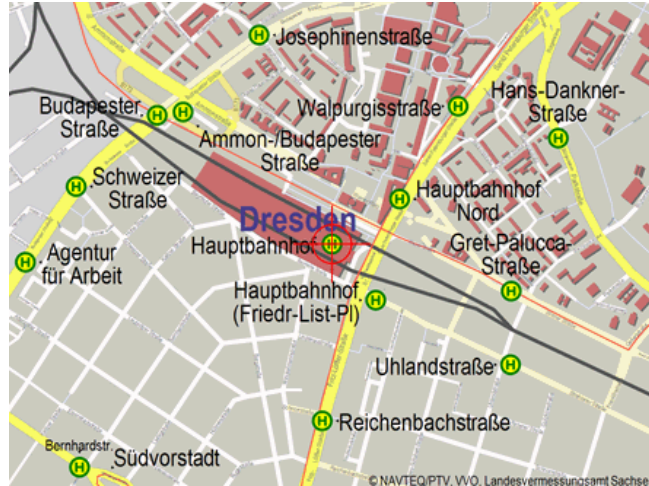 Josephinenstraße
Budapester
Straße
Walpurgisstraße
Hans-Dankner-
Straße
Ammon-/Budapester
Straße
Schweizer
Straße
Hauptbahnhof
Nord
Dresden
Hauptbahnhof
Gret-Palucca-
Straße
Agentur
für Arbeit
Hauptbahnhof
(Friedr-List-Pl)
Uhlandstraße
Reichenbachstraße
Bernhardstr.
Südvorstadt
© NAVTEQ/PTV, VVO, Landesvermessungsamt Sachse